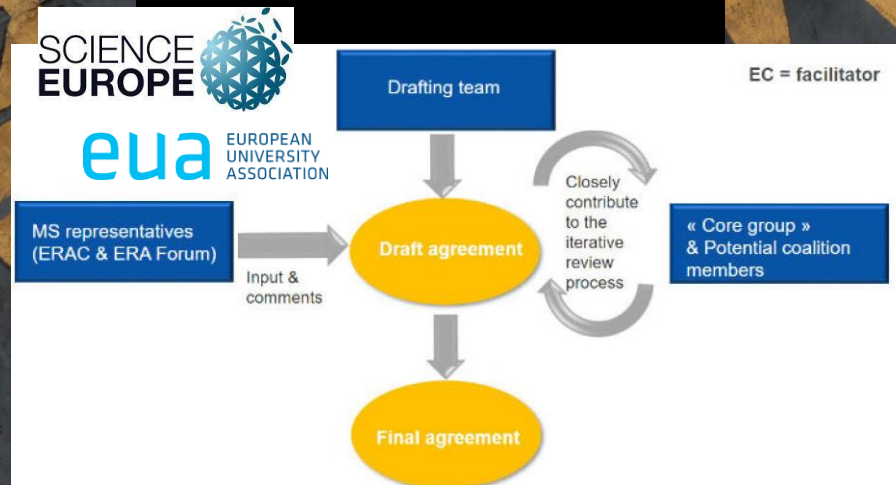 SCIENCE
EUROPE
eua EUROPEAN
UNIVERSITY
ASSOCIATION
Drafting team
EC = facilitator
MS representatives
(ERAC & ERA Forum)
Input &
comments
Draft agreement
Closely
contribute
to the
iterative
review
process
« Core group »
& Potential coalition
members
Final agreement